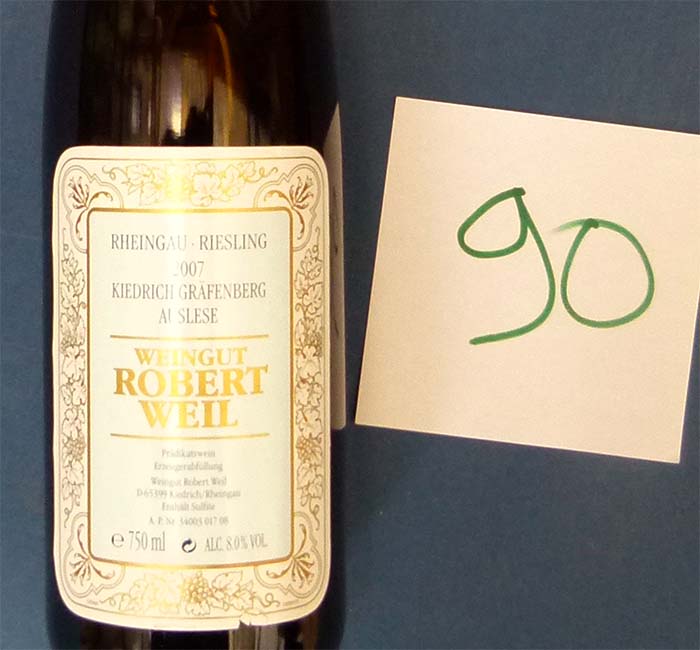 RHEINGAU · RIESLING
2007
KIEDRICH GRÄFENBERG
AUSLESE
WEINGUT
ROBERT
WEIL
Prädikatswein
Erzeugerabfüllung
Weingut Robert Weil
D-65399 Kiedrich/Rheingau
Enthält Sulfite
A. P. Nr. 34003 017 08
℮ 750 ml ALC. 8.0% VOL.
90